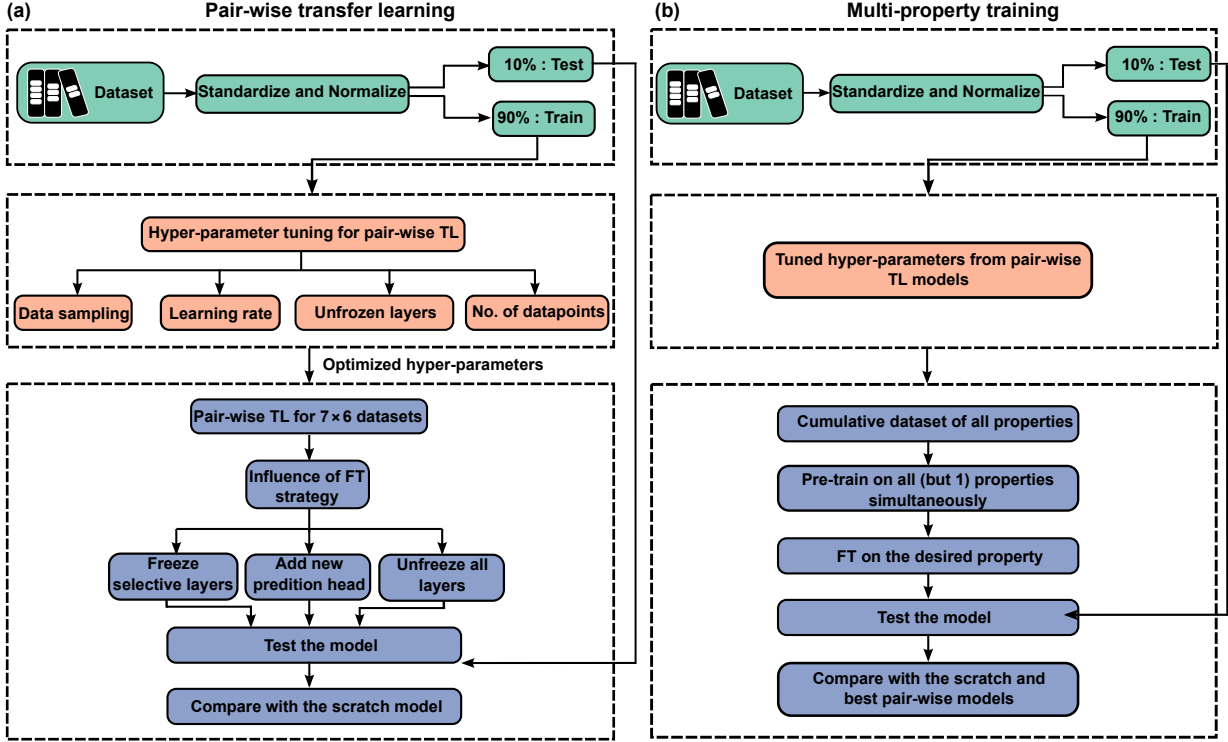 (a) Pair-wise transfer learning
Dataset
Standardize and Normalize
10% : Test
90% : Train
Hyper-parameter tuning for pair-wise TL
Data sampling
Learning rate
Unfrozen layers
No. of datapoints
Optimized hyper-parameters
Pair-wise TL for 7 × 6 datasets
Influence of FT
strategy
Freeze
selective layers
Add new
predition head
Unfreeze all
layers
Test the model
Compare with the scratch model
(b) Multi-property training
Dataset
Standardize and Normalize
10% : Test
90% : Train
Tuned hyper-parameters from pair-wise
TL models
Cumulative dataset of all properties
Pre-train on all (but 1) properties
simultaneously
FT on the desired property
Test the model
Compare with the scratch and
best pair-wise models